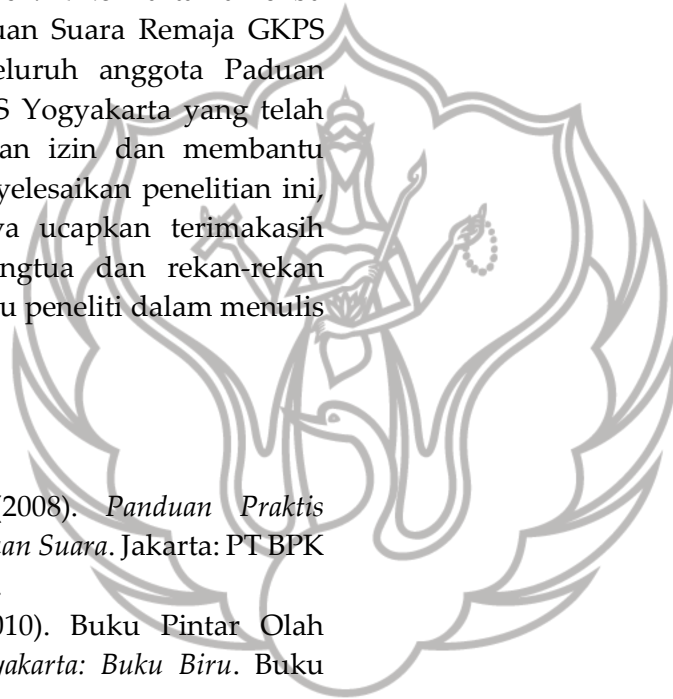 uan Suara Remaja GKPS
eluruh anggota Paduan
S Yogyakarta yang telah
an izin dan membantu
yelesaikan penelitian ini,
ya ucapkan terimakasih
ngtua dan rekan-rekan
u peneliti dalam menulis
(2008). Panduan Praktis
an Suara. Jakarta: PT BPK
010). Buku Pintar Olah
yakarta: Buku Biru. Buku